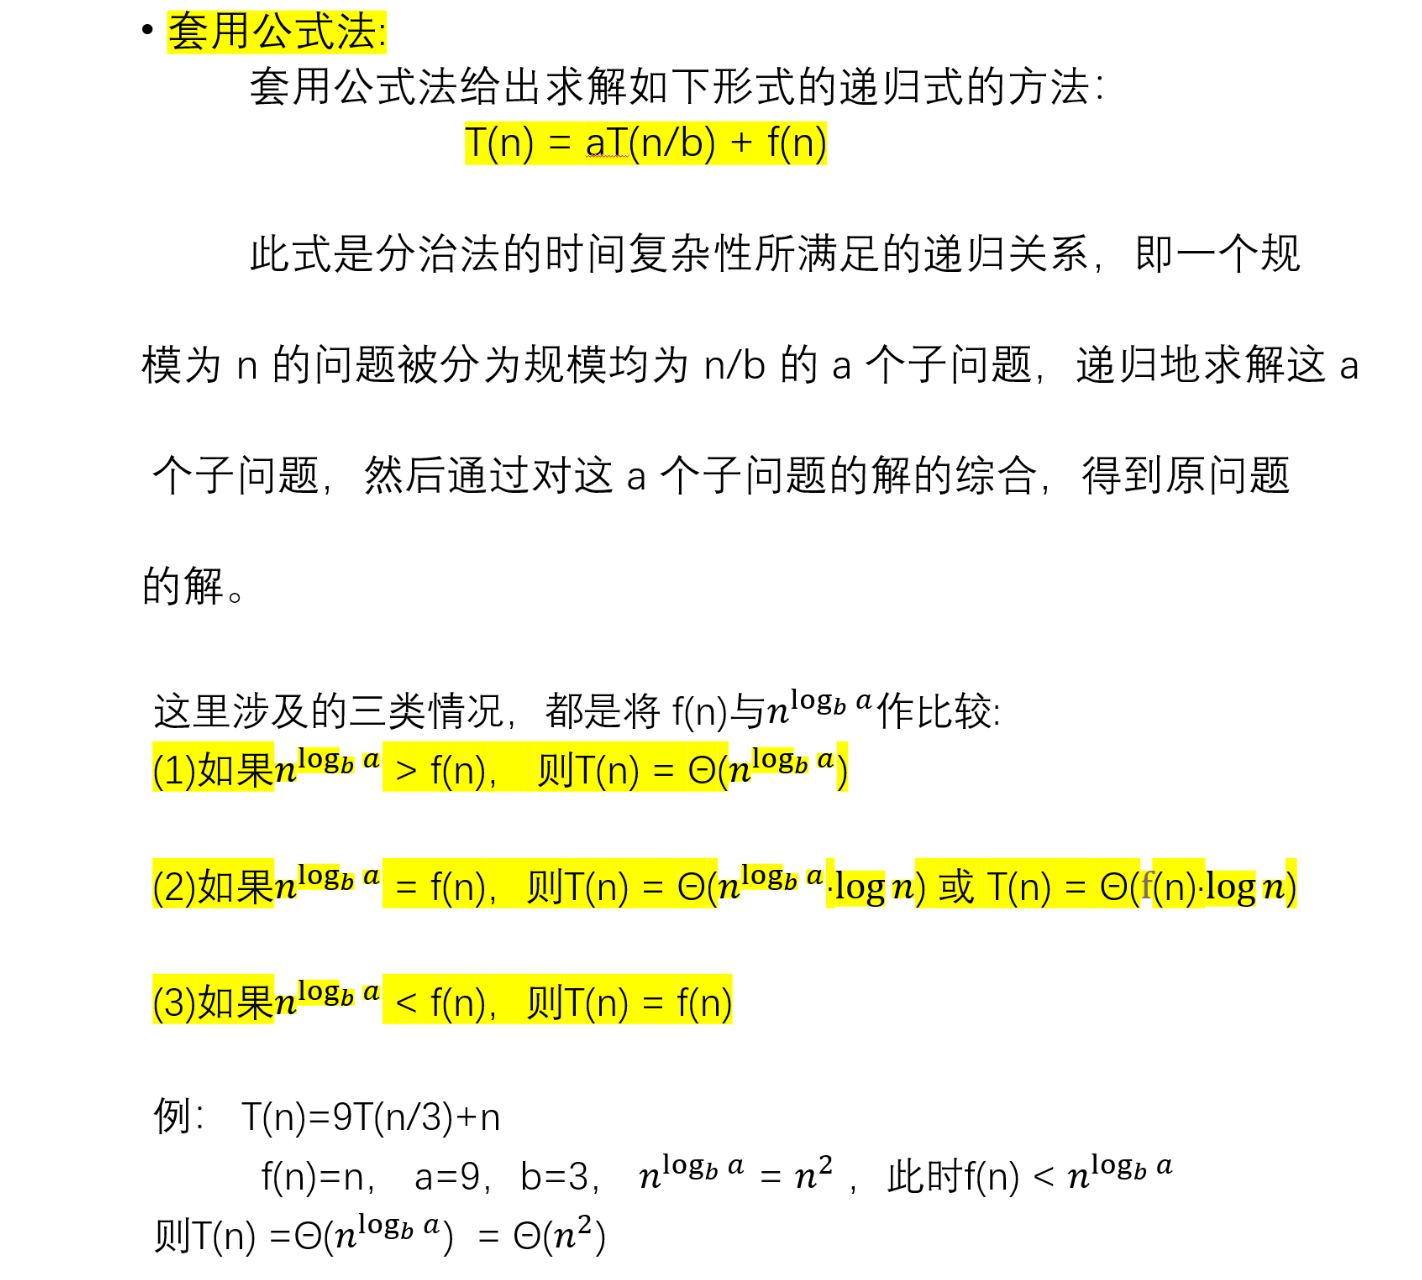 • 套用公式法:
套用公式法给出求解如下形式的递归式的方法：
T(n) = aT(n/b) + f(n)
此式是分治法的时间复杂性所满足的递归关系，即一个规
模为 n 的问题被分为规模均为 n/b 的 a 个子问题，递归地求解这 a
个子问题，然后通过对这 a 个子问题的解的综合，得到原问题
的解。
这里涉及的三类情况，都是将 f(n)与$n^{\log_b a}$作比较:
(1)如果$n^{\log_b a}$ > f(n)， 则T(n) = Θ($n^{\log_b a}$)
(2)如果$n^{\log_b a}$ = f(n)，则T(n) = Θ($n^{\log_b a}$·log n) 或 T(n) = Θ(f(n)·log n)
(3)如果$n^{\log_b a}$ < f(n)，则T(n) = f(n)
例： T(n)=9T(n/3)+n
f(n)=n， a=9，b=3， $n^{\log_b a}$ = $n^2$ ，此时f(n) < $n^{\log_b a}$
则T(n) =Θ($n^{\log_b a}$) = Θ($n^2$)